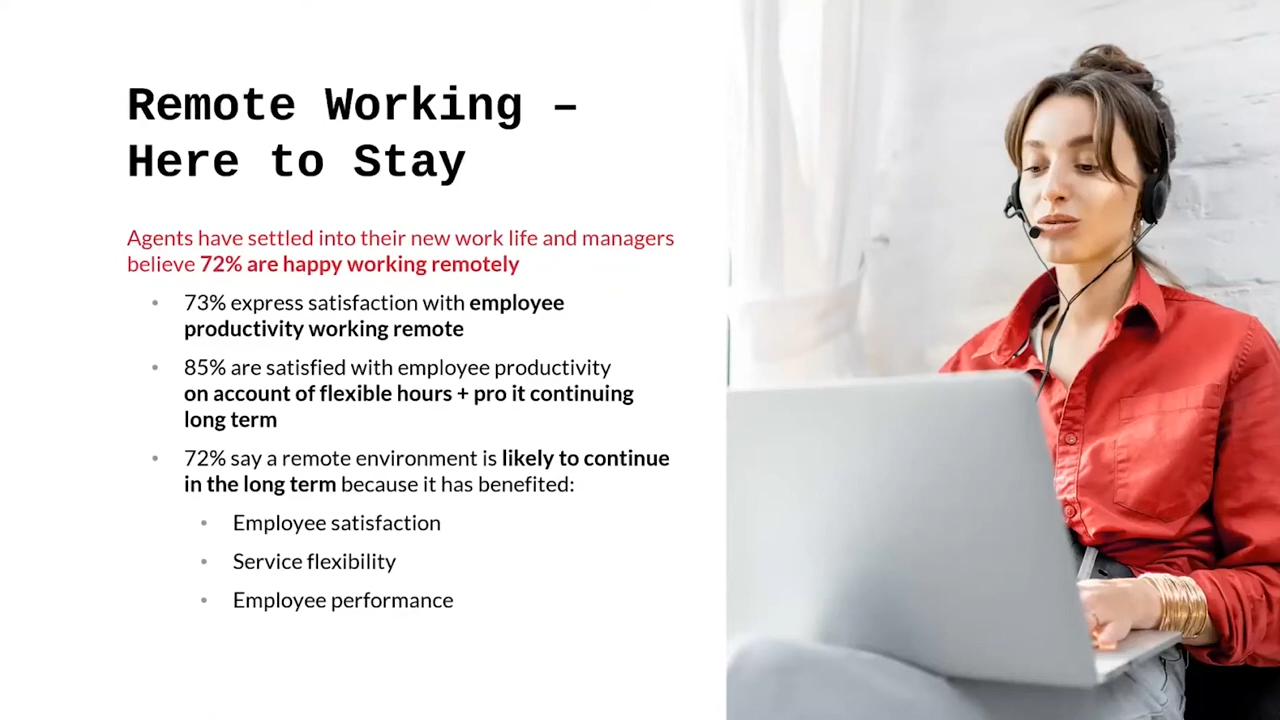 Remote Working –
Here to Stay
Agents have settled into their new work life and managers
believe 72% are happy working remotely
• 73% express satisfaction with employee
productivity working remote
• 85% are satisfied with employee productivity
on account of flexible hours + pro it continuing
long term
• 72% say a remote environment is likely to continue
in the long term because it has benefited:
• Employee satisfaction
• Service flexibility
• Employee performance